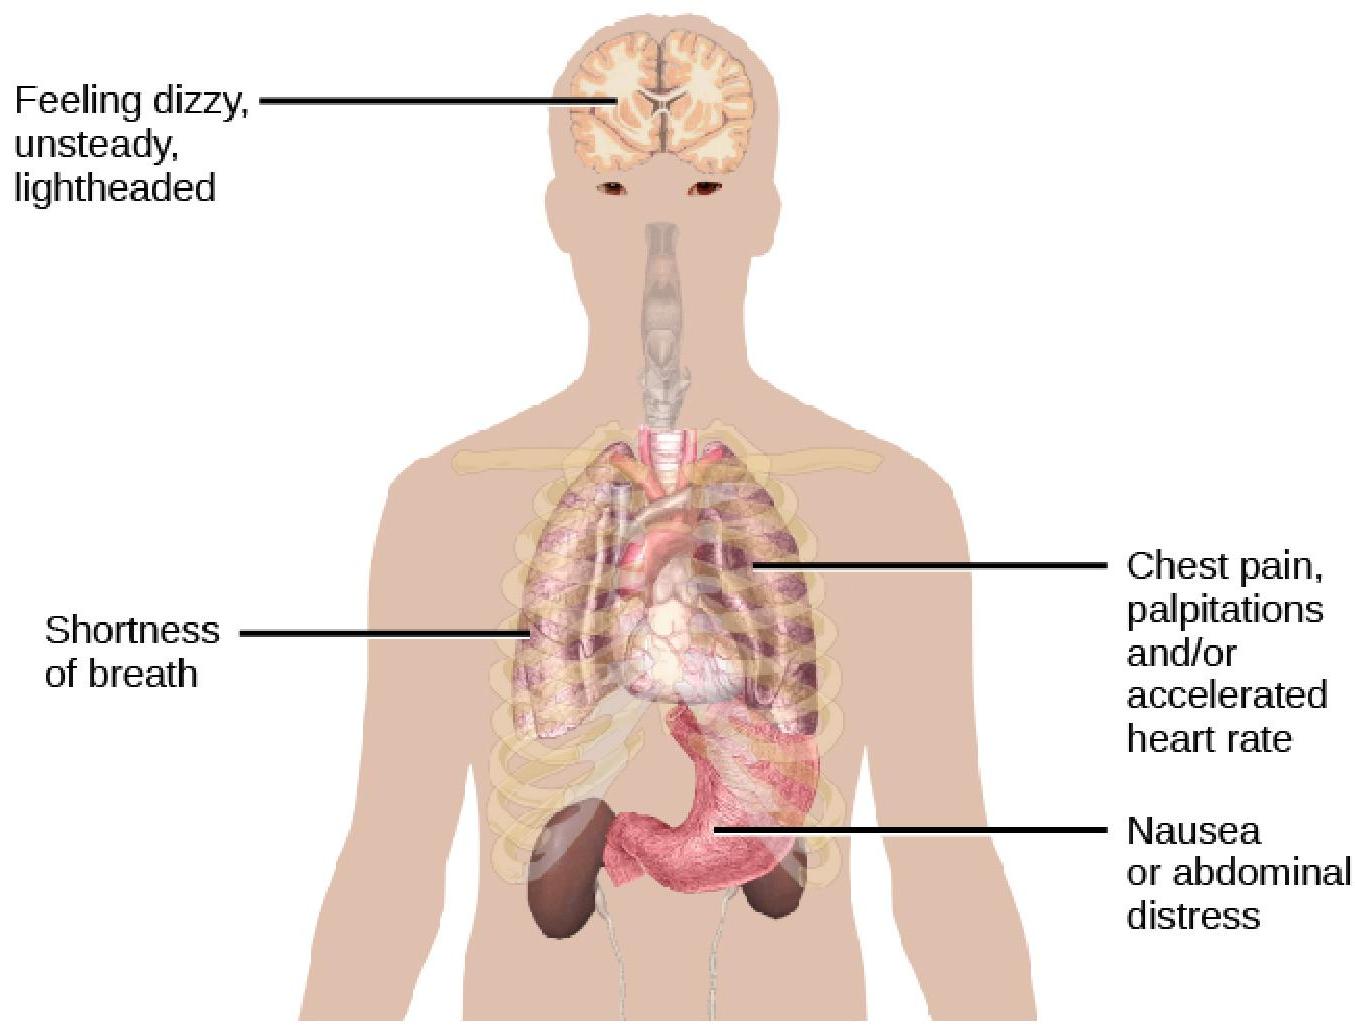 Feeling dizzy,
unsteady,
lightheaded
Shortness
of breath
Chest pain,
palpitations
and/or
accelerated
heart rate
Nausea
or abdominal
distress